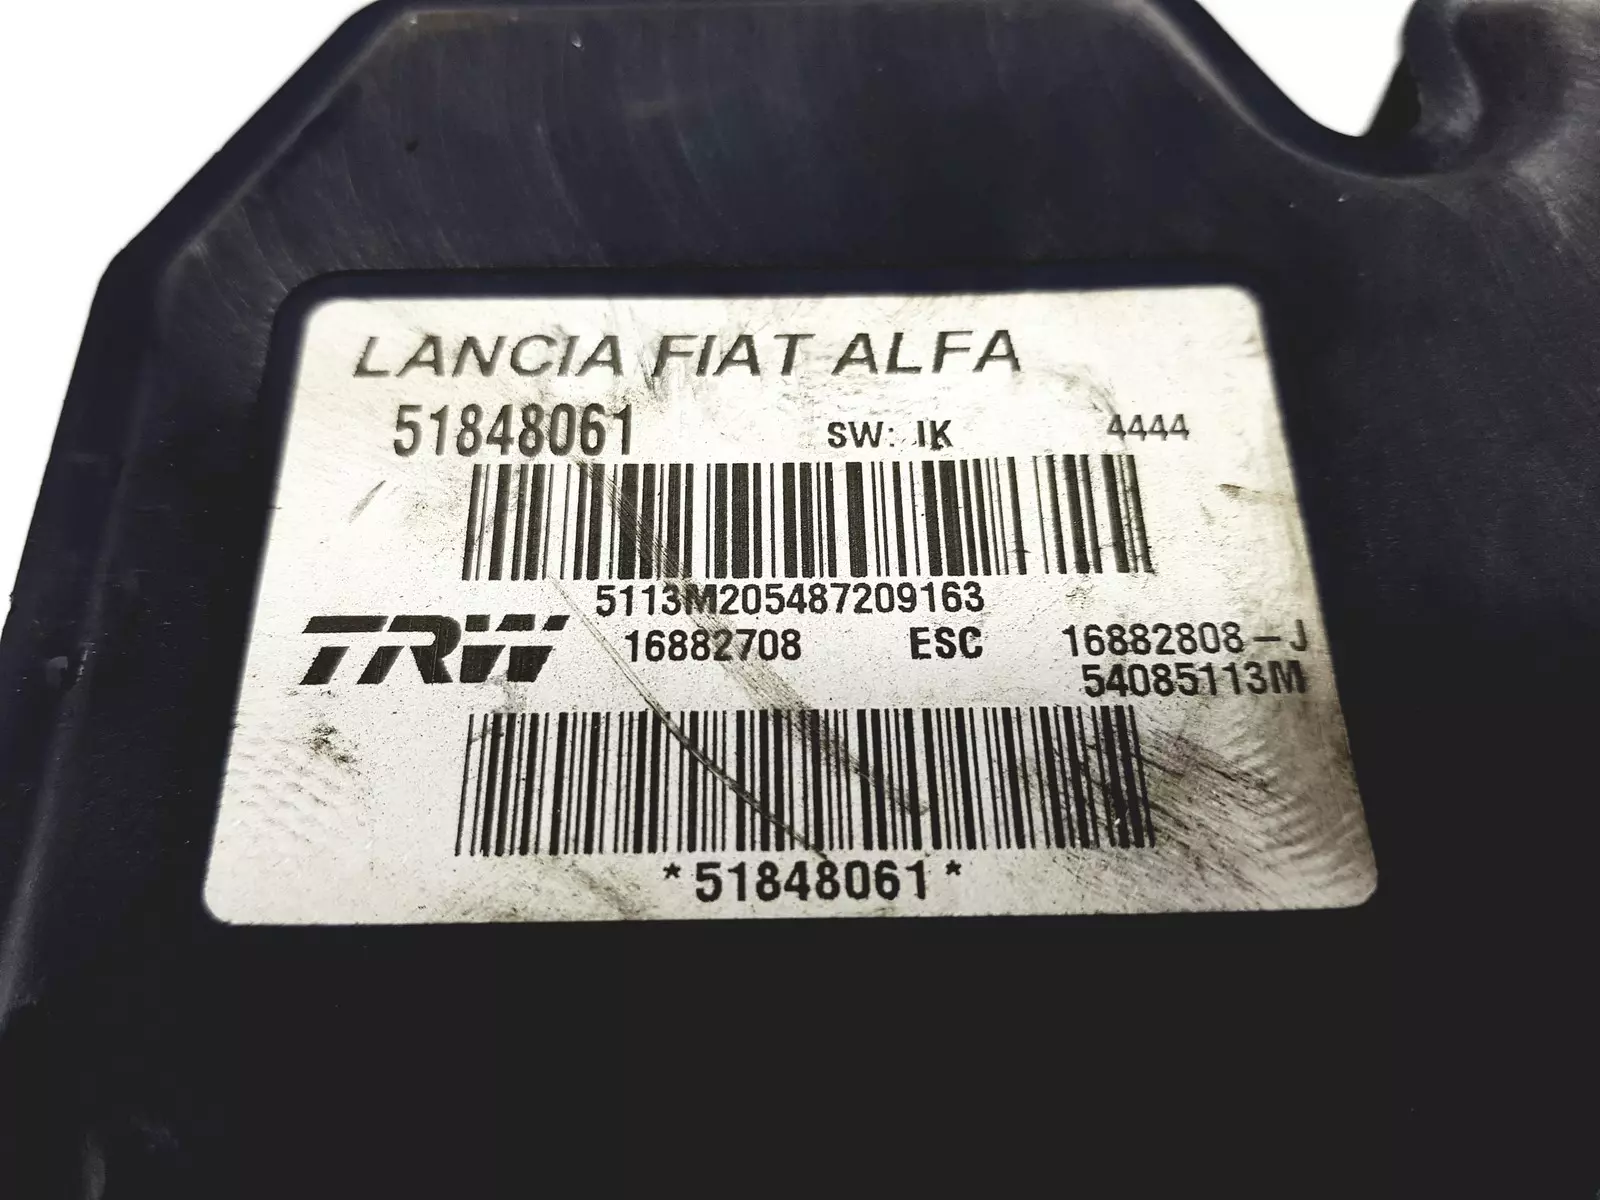 LANCIA FIAT ALFA
51848061 SW: IK 4444
5113M205487209163
TRW 16882708 ESC 16882808-J
54085113M
*51848061*